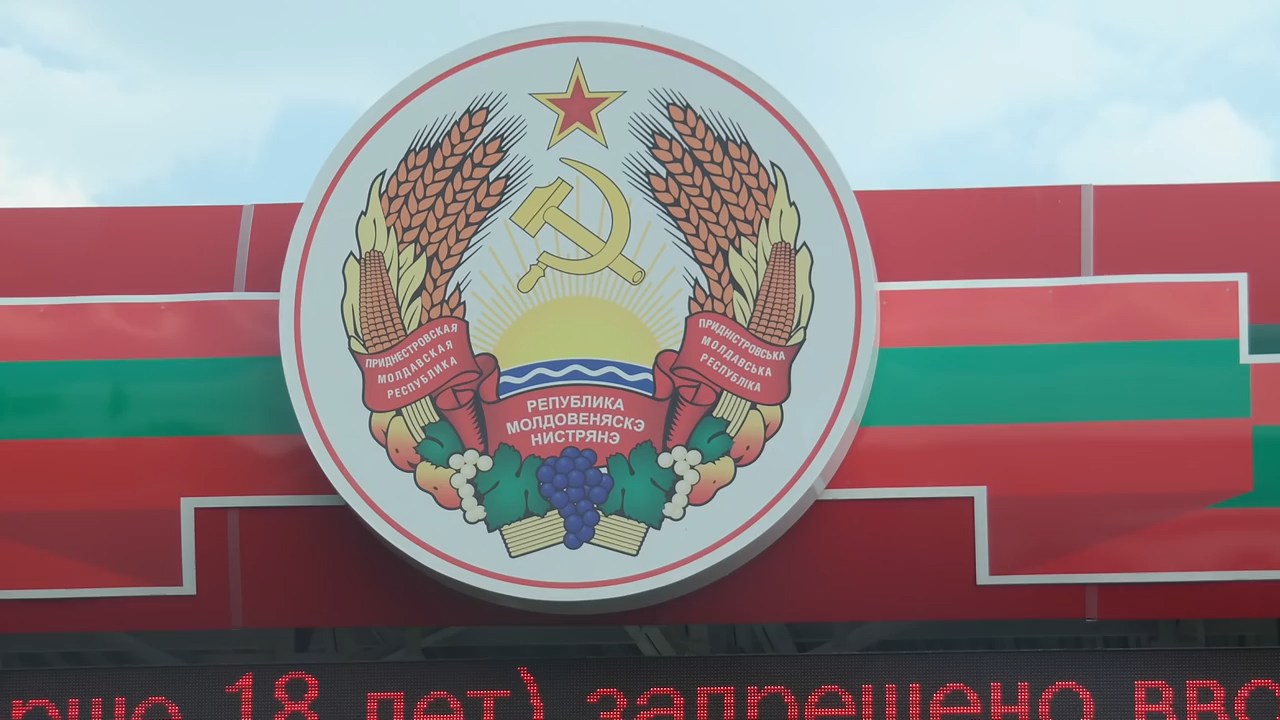 ПРИДНЕСТРОВСКАЯ
МОЛДАВСКАЯ
РЕСПУБЛИКА
ПРИДНІСТРОВСЬКА
МОЛДАВСЬКА
РЕСПУБЛІКА
РЕПУБЛИКА
МОЛДОВЕНЯСКЭ
НИСТРЯНЭ
18 лет) запрещено